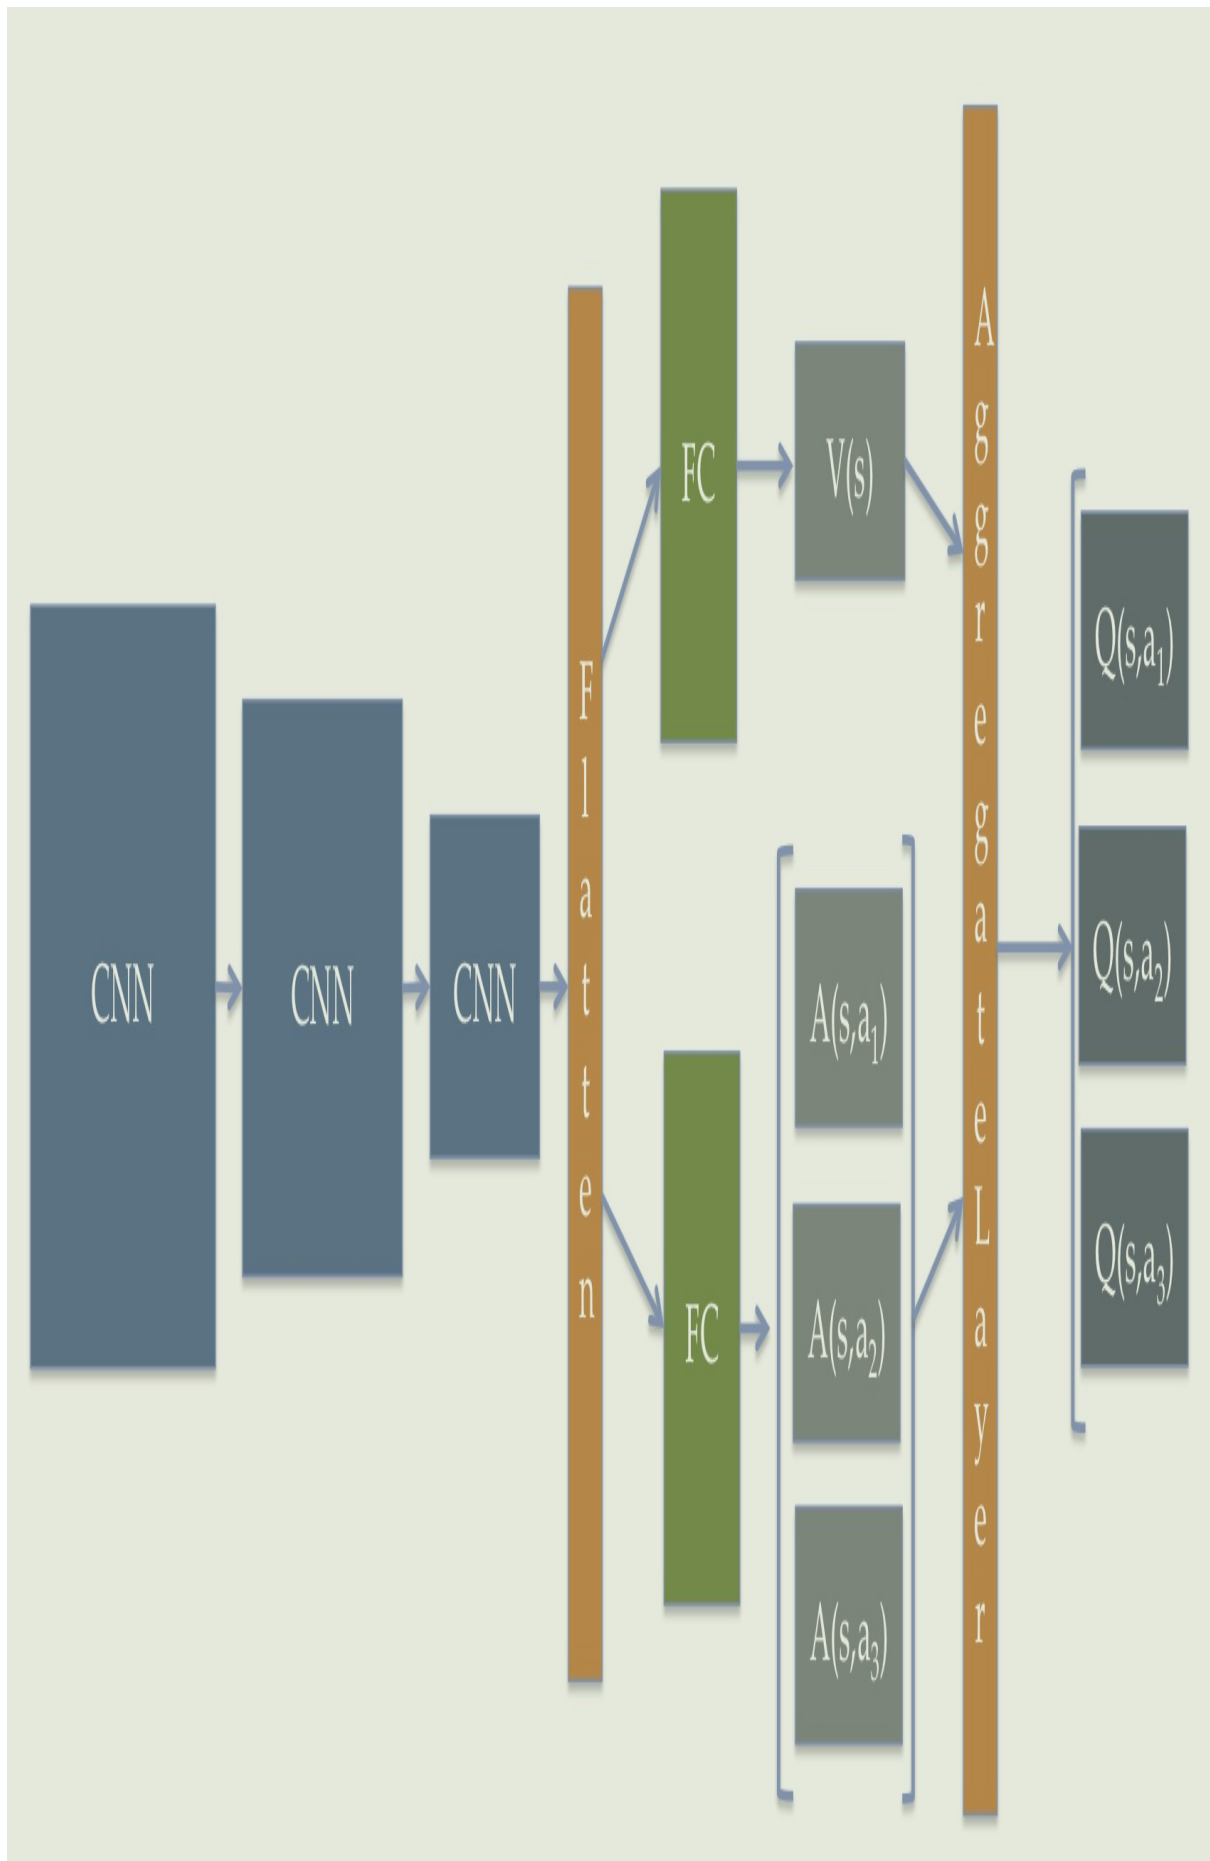 CNN
CNN
CNN
Flatten
FC
V(s)
FC
A(s,a₁)
A(s,a₂)
A(s,a₃)
AggregateLayer
Q(s,a₁)
Q(s,a₂)
Q(s,a₃)